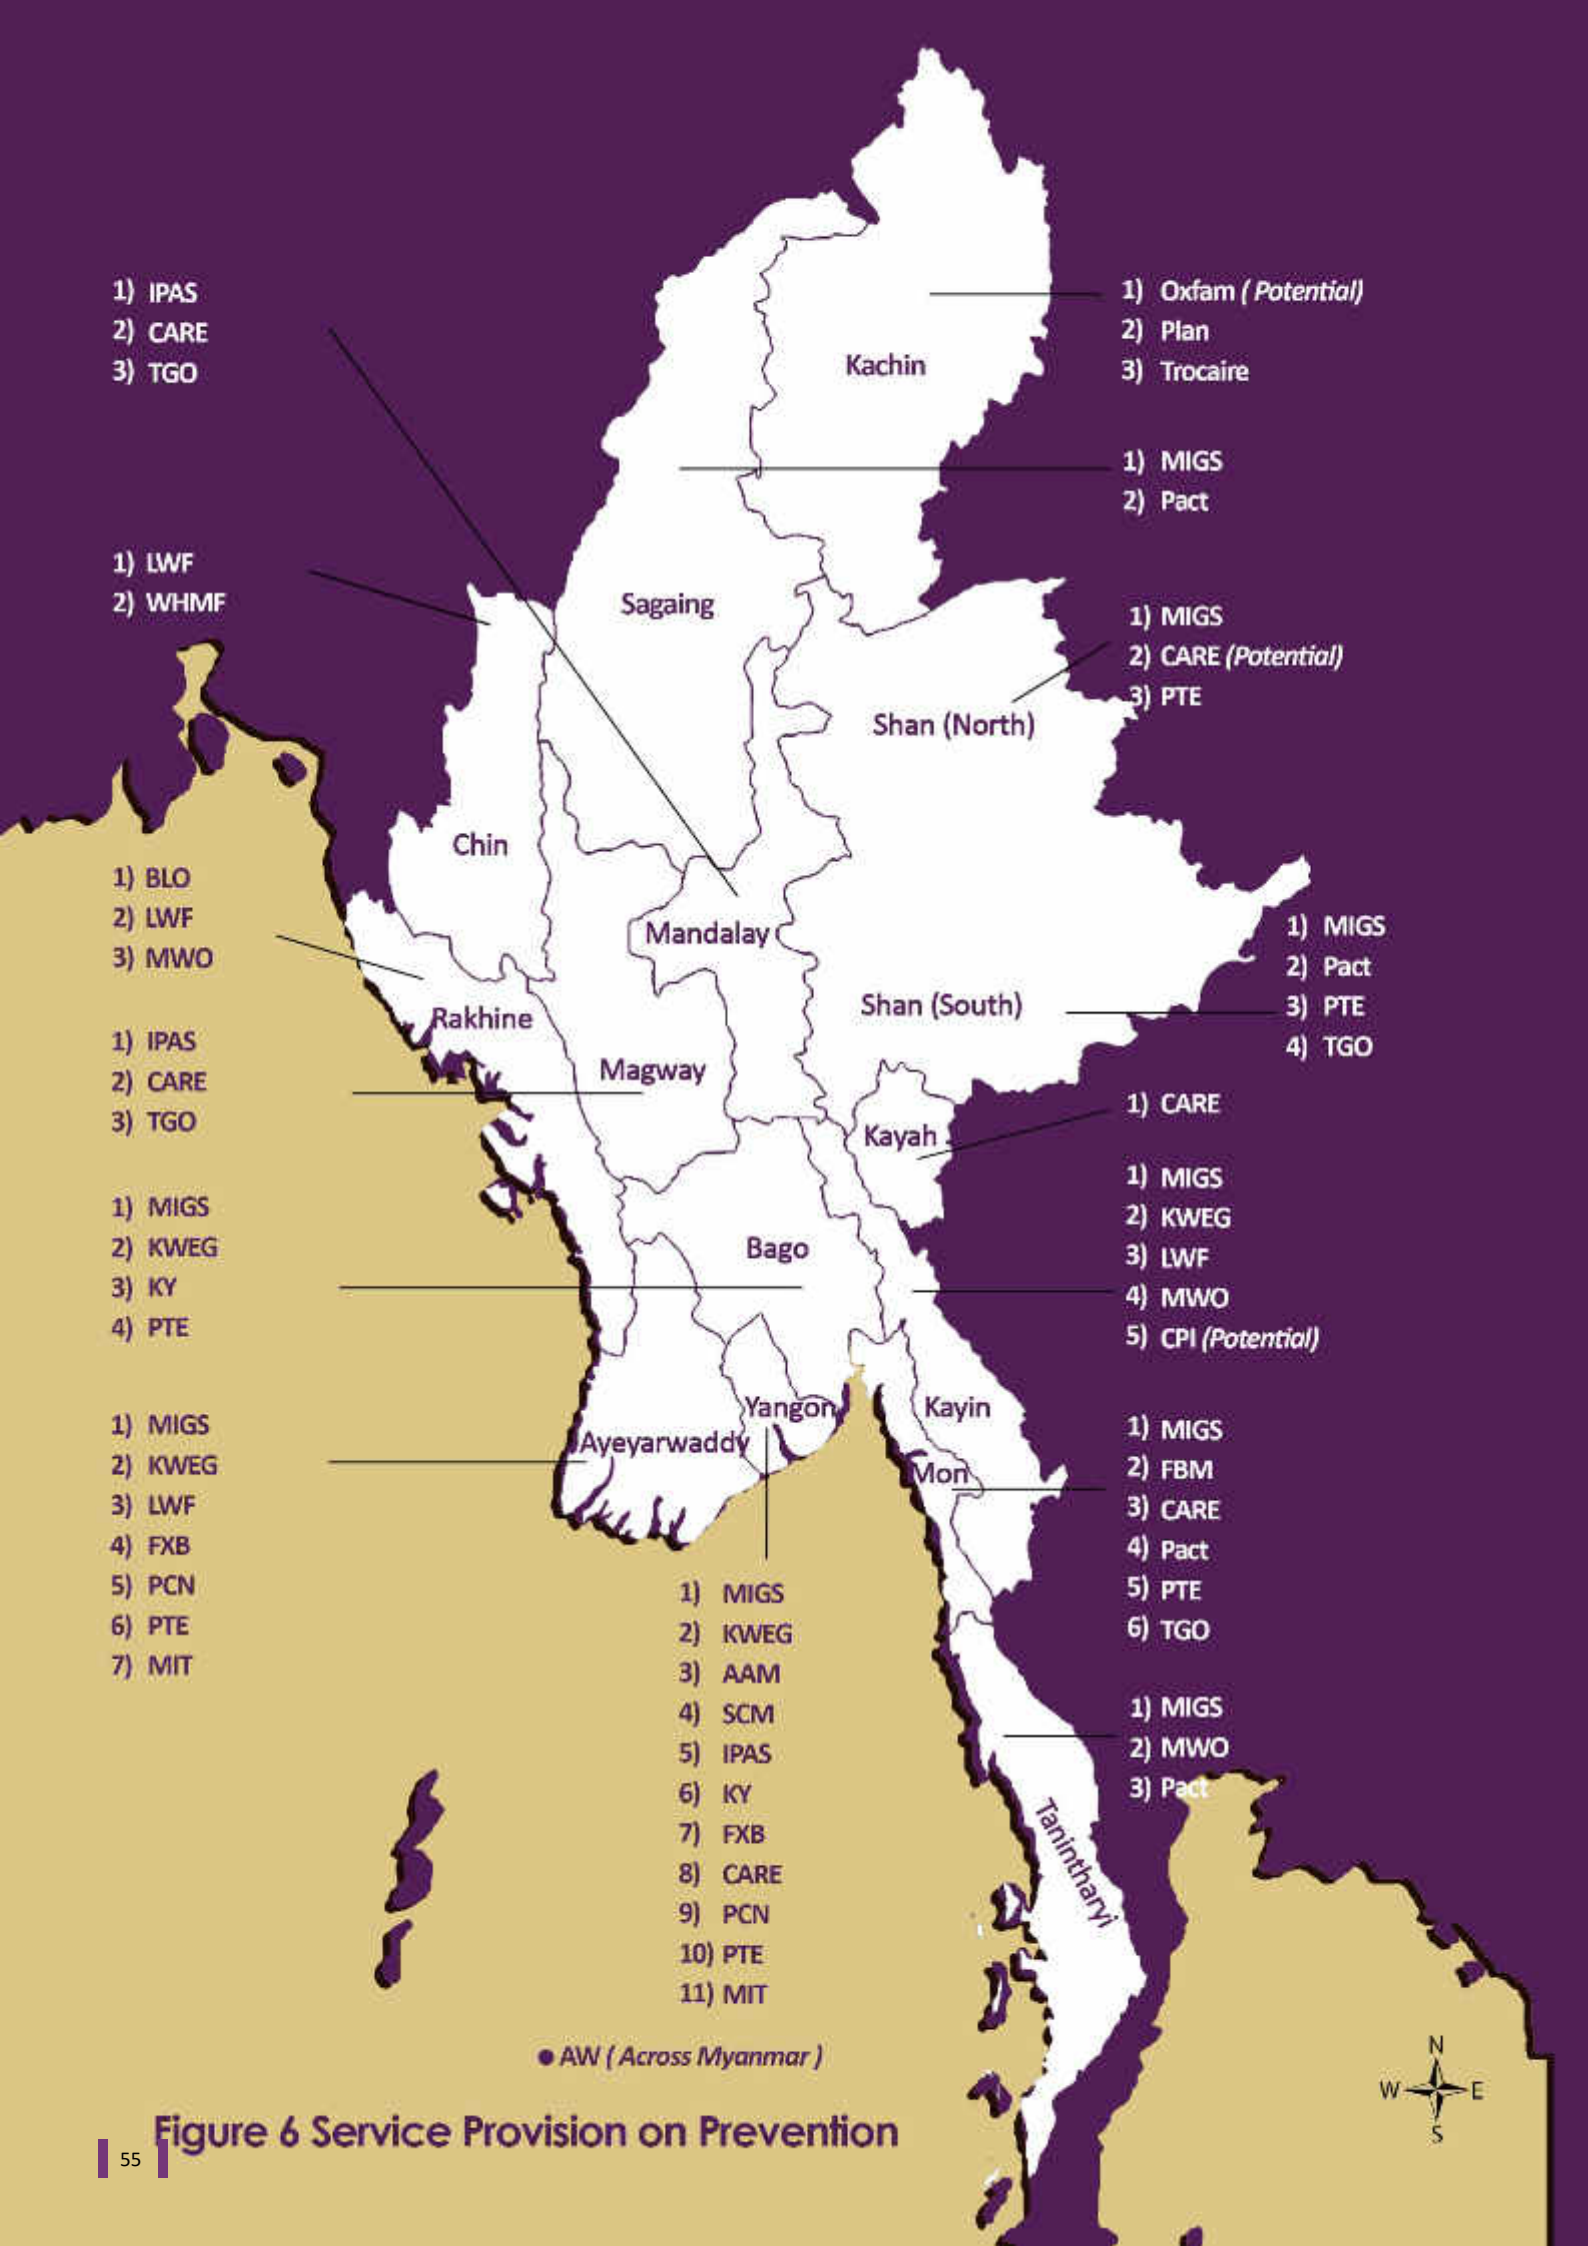 1) IPAS
2) CARE
3) TGO
1) Oxfam ( Potential)
2) Plan
3) Trocaire
Kachin
1) MIGS
2) Pact
1) LWF
2) WHMF
Sagaing
1) MIGS
2) CARE (Potential)
3) PTE
Shan (North)
Chin
1) BLO
2) LWF
3) MWO
Mandalay
1) MIGS
2) Pact
3) PTE
4) TGO
Shan (South)
Rakhine
1) IPAS
2) CARE
3) TGO
Magway
1) CARE
Kayah
1) MIGS
2) KWEG
3) LWF
4) MWO
5) CPI (Potential)
1) MIGS
2) KWEG
3) KY
4) PTE
Bago
Yangon
Kayin
Ayeyarwaddy
Mon
1) MIGS
2) KWEG
3) LWF
4) FXB
5) PCN
6) PTE
7) MIT
1) MIGS
2) FBM
3) CARE
4) Pact
5) PTE
6) TGO
1) MIGS
2) KWEG
3) AAM
4) SCM
5) IPAS
6) KY
7) FXB
8) CARE
9) PCN
10) PTE
11) MIT
1) MIGS
2) MWO
3) Pact
Tanintharyi
AW ( Across Myanmar )
N
W E
S
Figure 6 Service Provision on Prevention
55